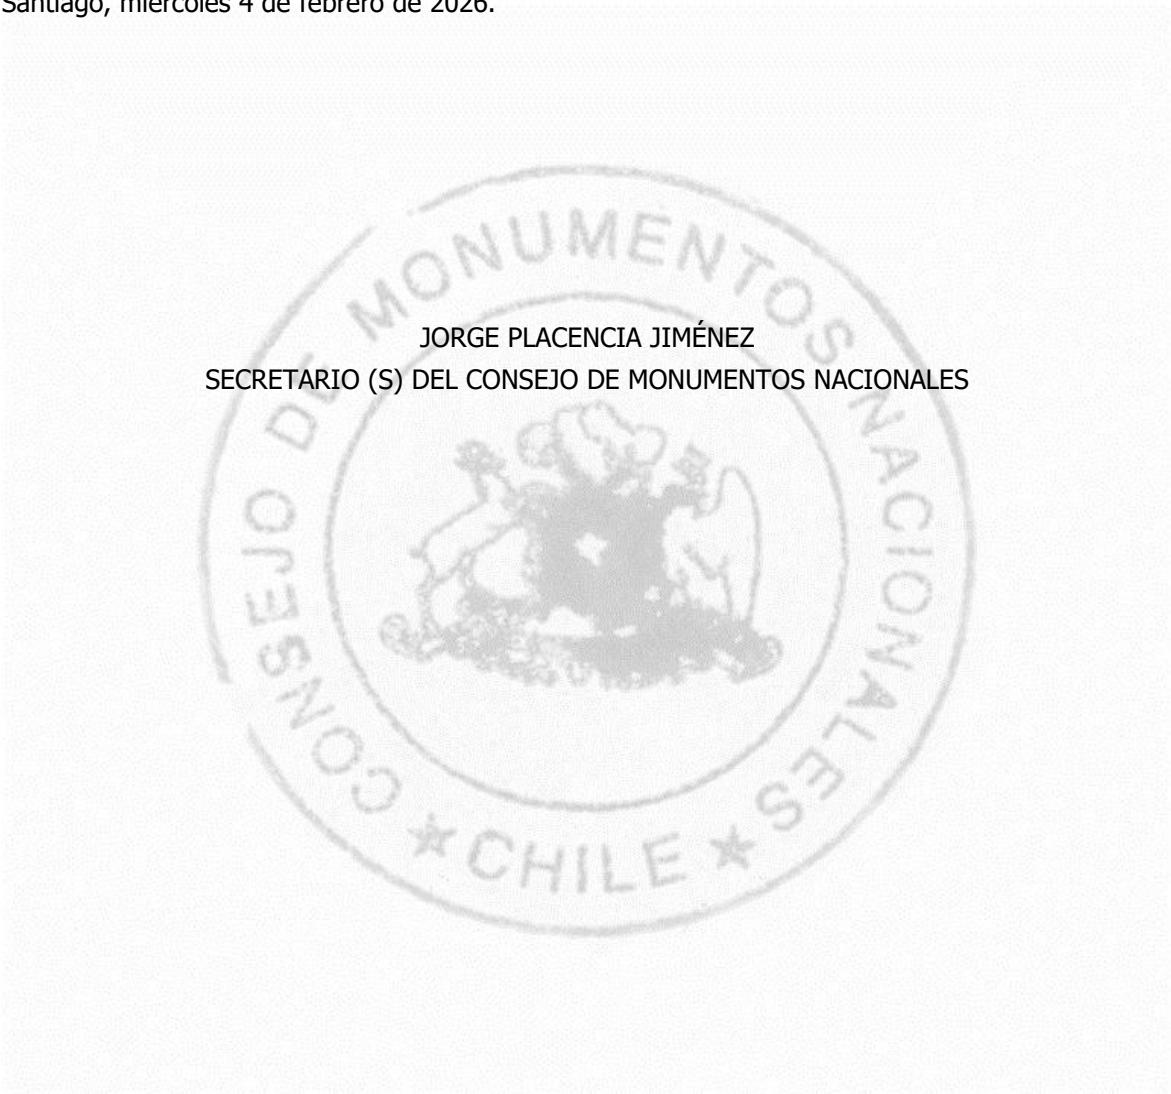 Santiago, miércoles 4 de febrero de 2026.
JORGE PLACENCIA JIMÉNEZ
SECRETARIO (S) DEL CONSEJO DE MONUMENTOS NACIONALES
CONSEJO DE MONUMENTOS NACIONALES
★ CHILE ★